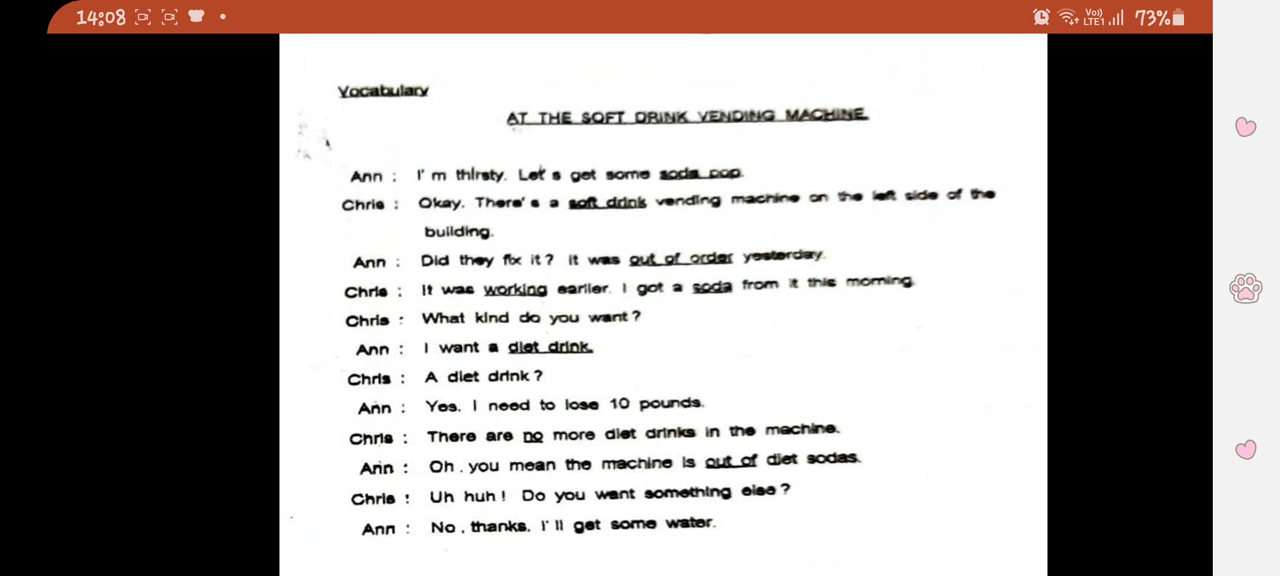 14:08
Vo))
LTE1
73%
Vocabulary
AT THE SOFT DRINK VENDING MACHINE.
Ann : I'm thirsty. Let's get some soda pop.
Chris : Okay. There's a soft drink vending machine on the left side of the
building.
Ann : Did they fix it? It was out of order yesterday.
Chris : It was working earlier. I got a soda from it this morning.
Chris : What kind do you want?
Ann : I want a diet drink.
Chris : A diet drink?
Ann : Yes. I need to lose 10 pounds.
Chris : There are no more diet drinks in the machine.
Ann : Oh, you mean the machine is out of diet sodas.
Chris : Uh huh! Do you want something else?
Ann : No, thanks. I'll get some water.